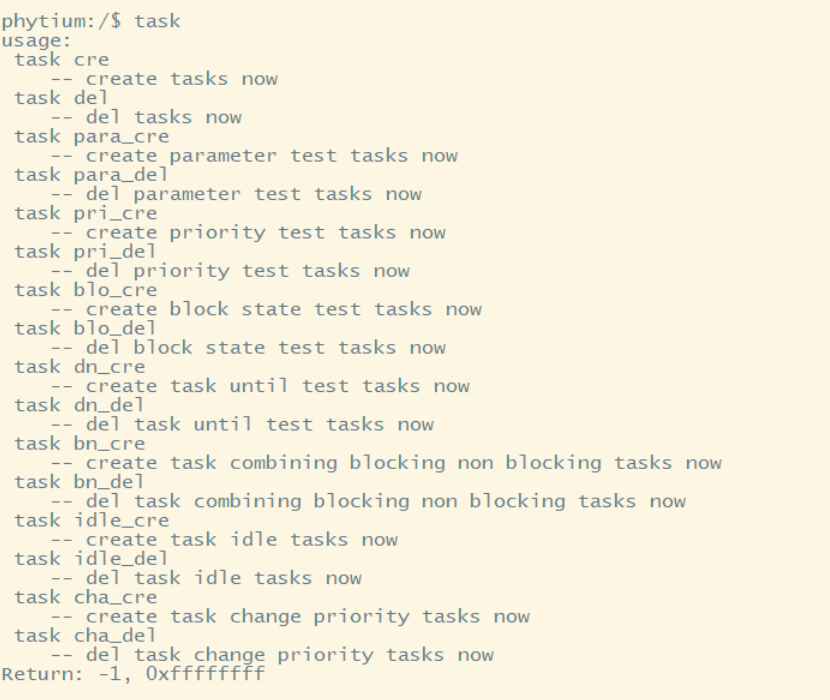 phytium:/$ task
usage:
 task cre
    -- create tasks now
 task del
    -- del tasks now
 task para_cre
    -- create parameter test tasks now
 task para_del
    -- del parameter test tasks now
 task pri_cre
    -- create priority test tasks now
 task pri_del
    -- del priority test tasks now
 task blo_cre
    -- create block state test tasks now
 task blo_del
    -- del block state test tasks now
 task dn_cre
    -- create task until test tasks now
 task dn_del
    -- del task until test tasks now
 task bn_cre
    -- create task combining blocking non blocking tasks now
 task bn_del
    -- del task combining blocking non blocking tasks now
 task idle_cre
    -- create task idle tasks now
 task idle_del
    -- del task idle tasks now
 task cha_cre
    -- create task change priority tasks now
 task cha_del
    -- del task change priority tasks now
Return: -1, 0xffffffff